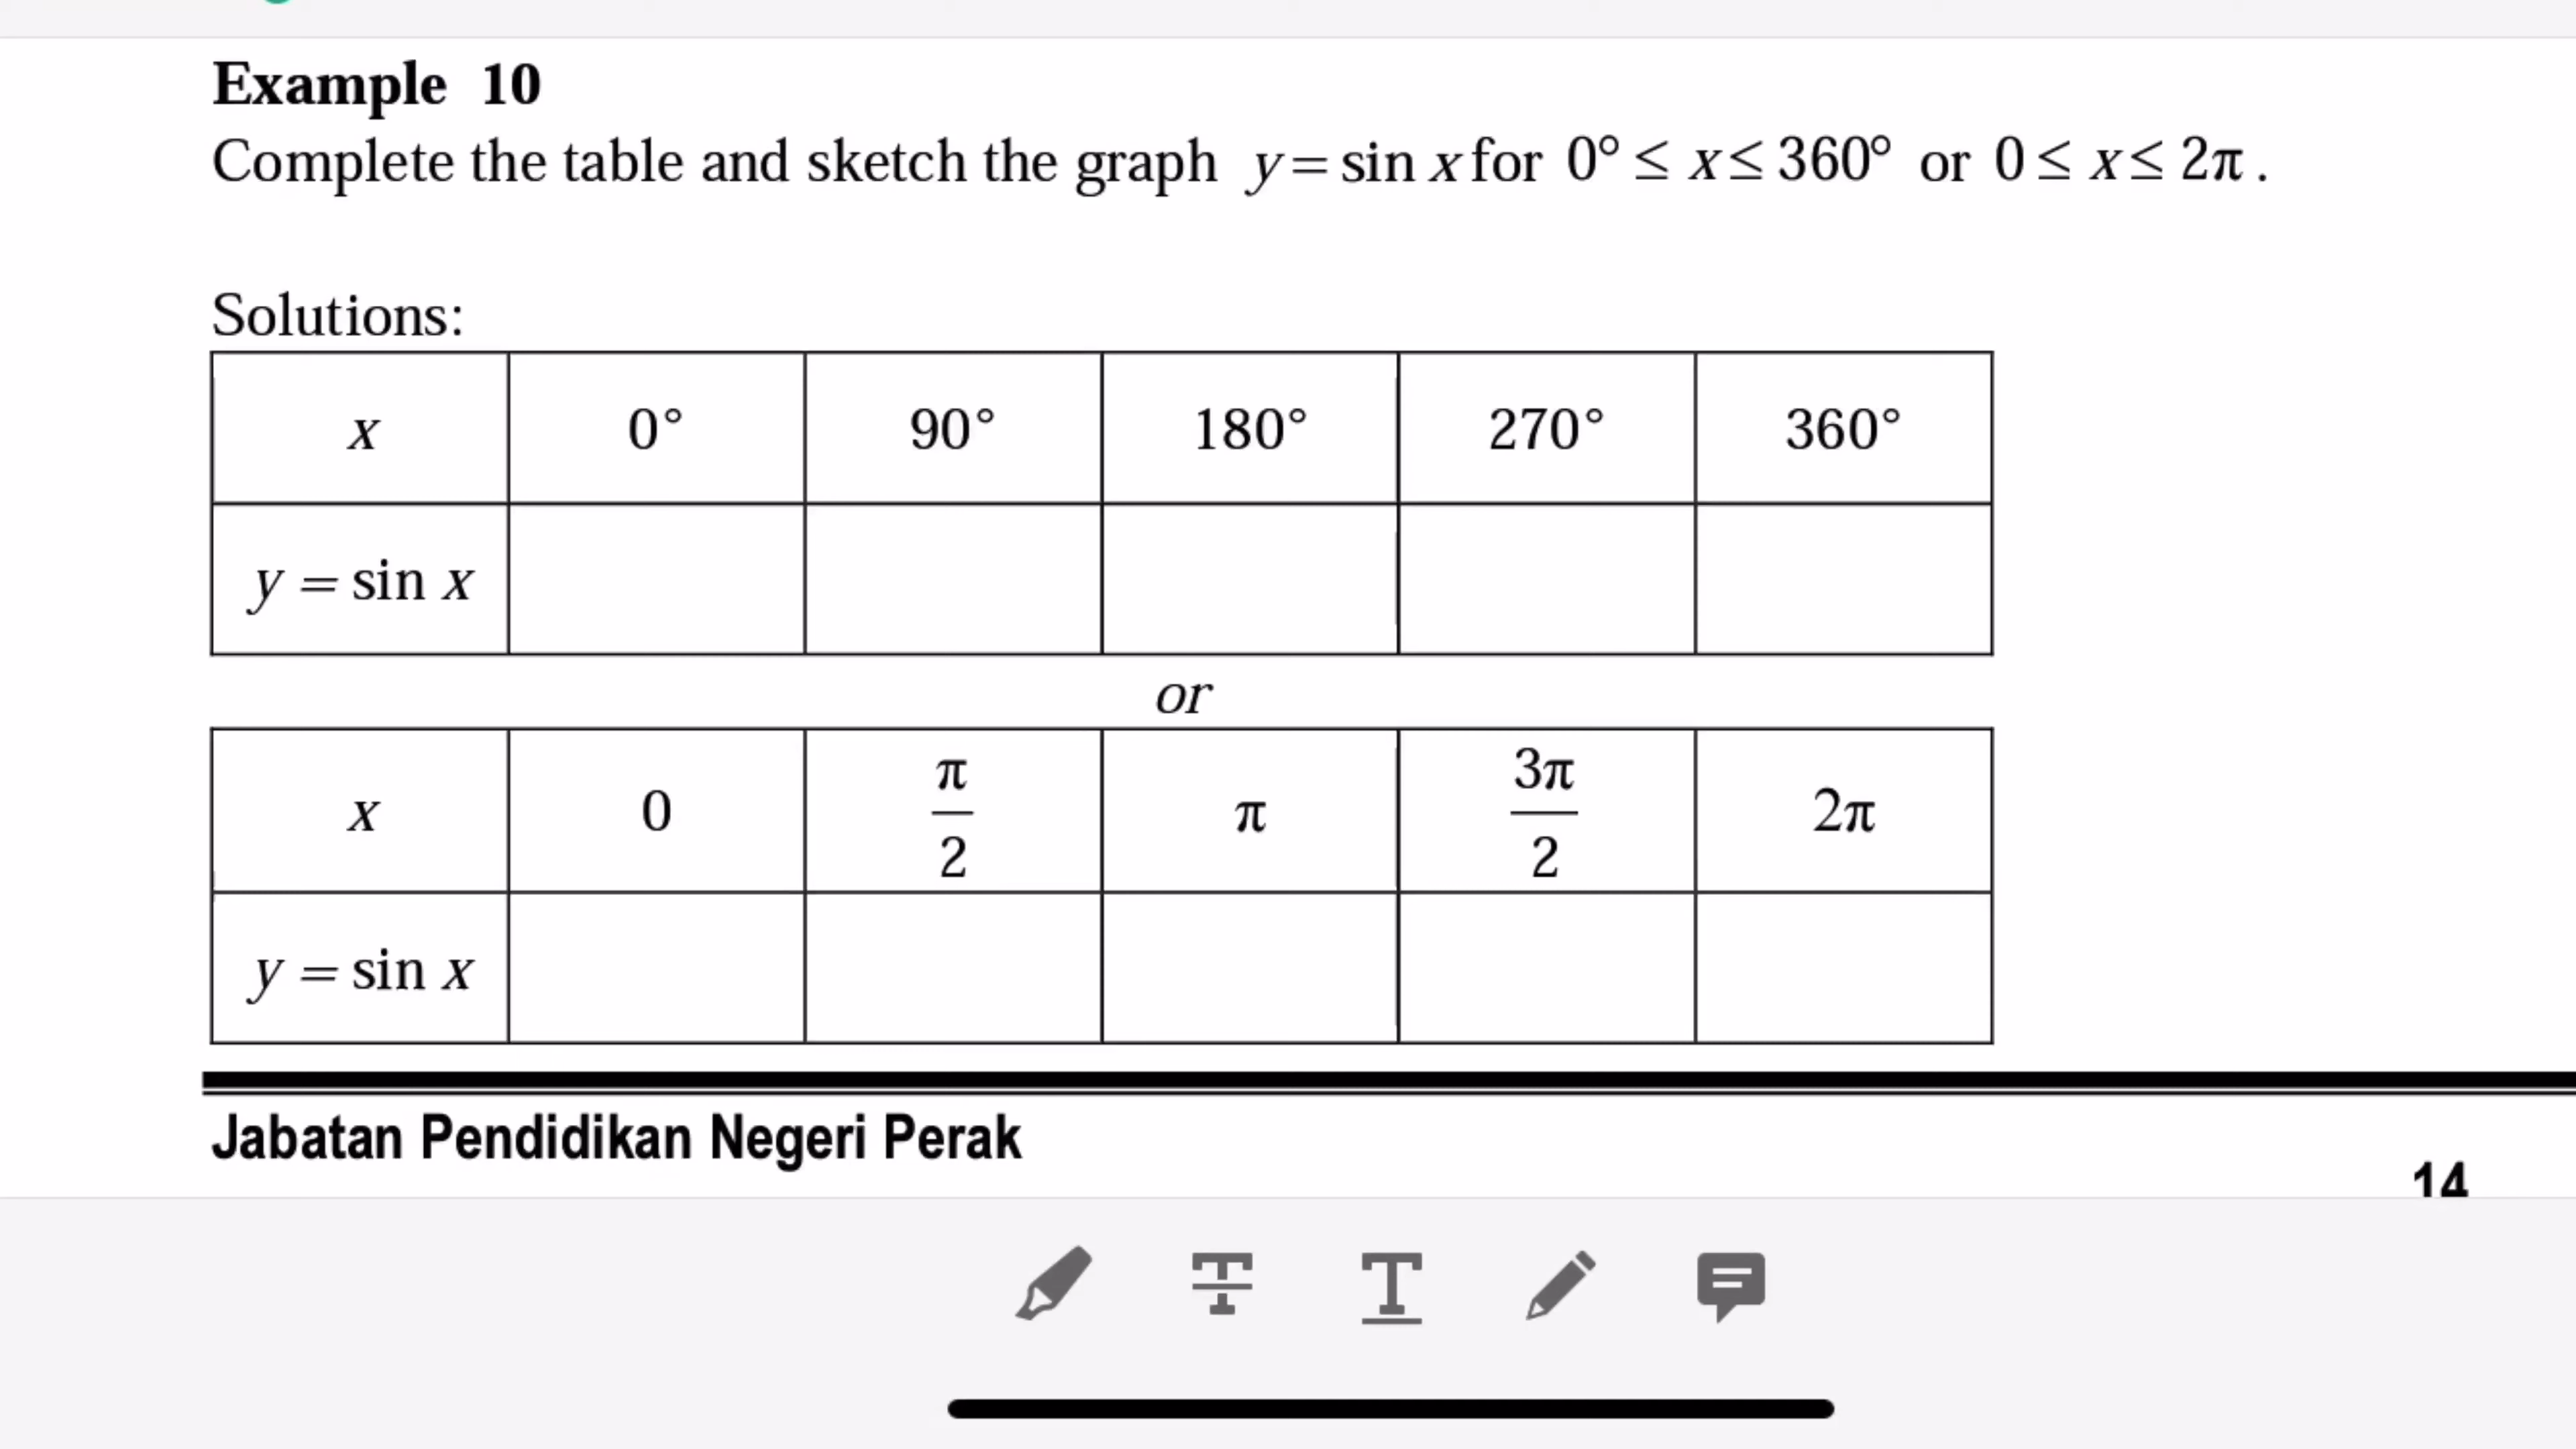 Example 10
Complete the table and sketch the graph y = sin x for 0° ≤ x ≤ 360° or 0 ≤ x ≤ 2π .
Solutions:
x 0° 90° 180° 270° 360°
y = sin x
or
x 0 π/2 π 3π/2 2π
y = sin x
Jabatan Pendidikan Negeri Perak
14